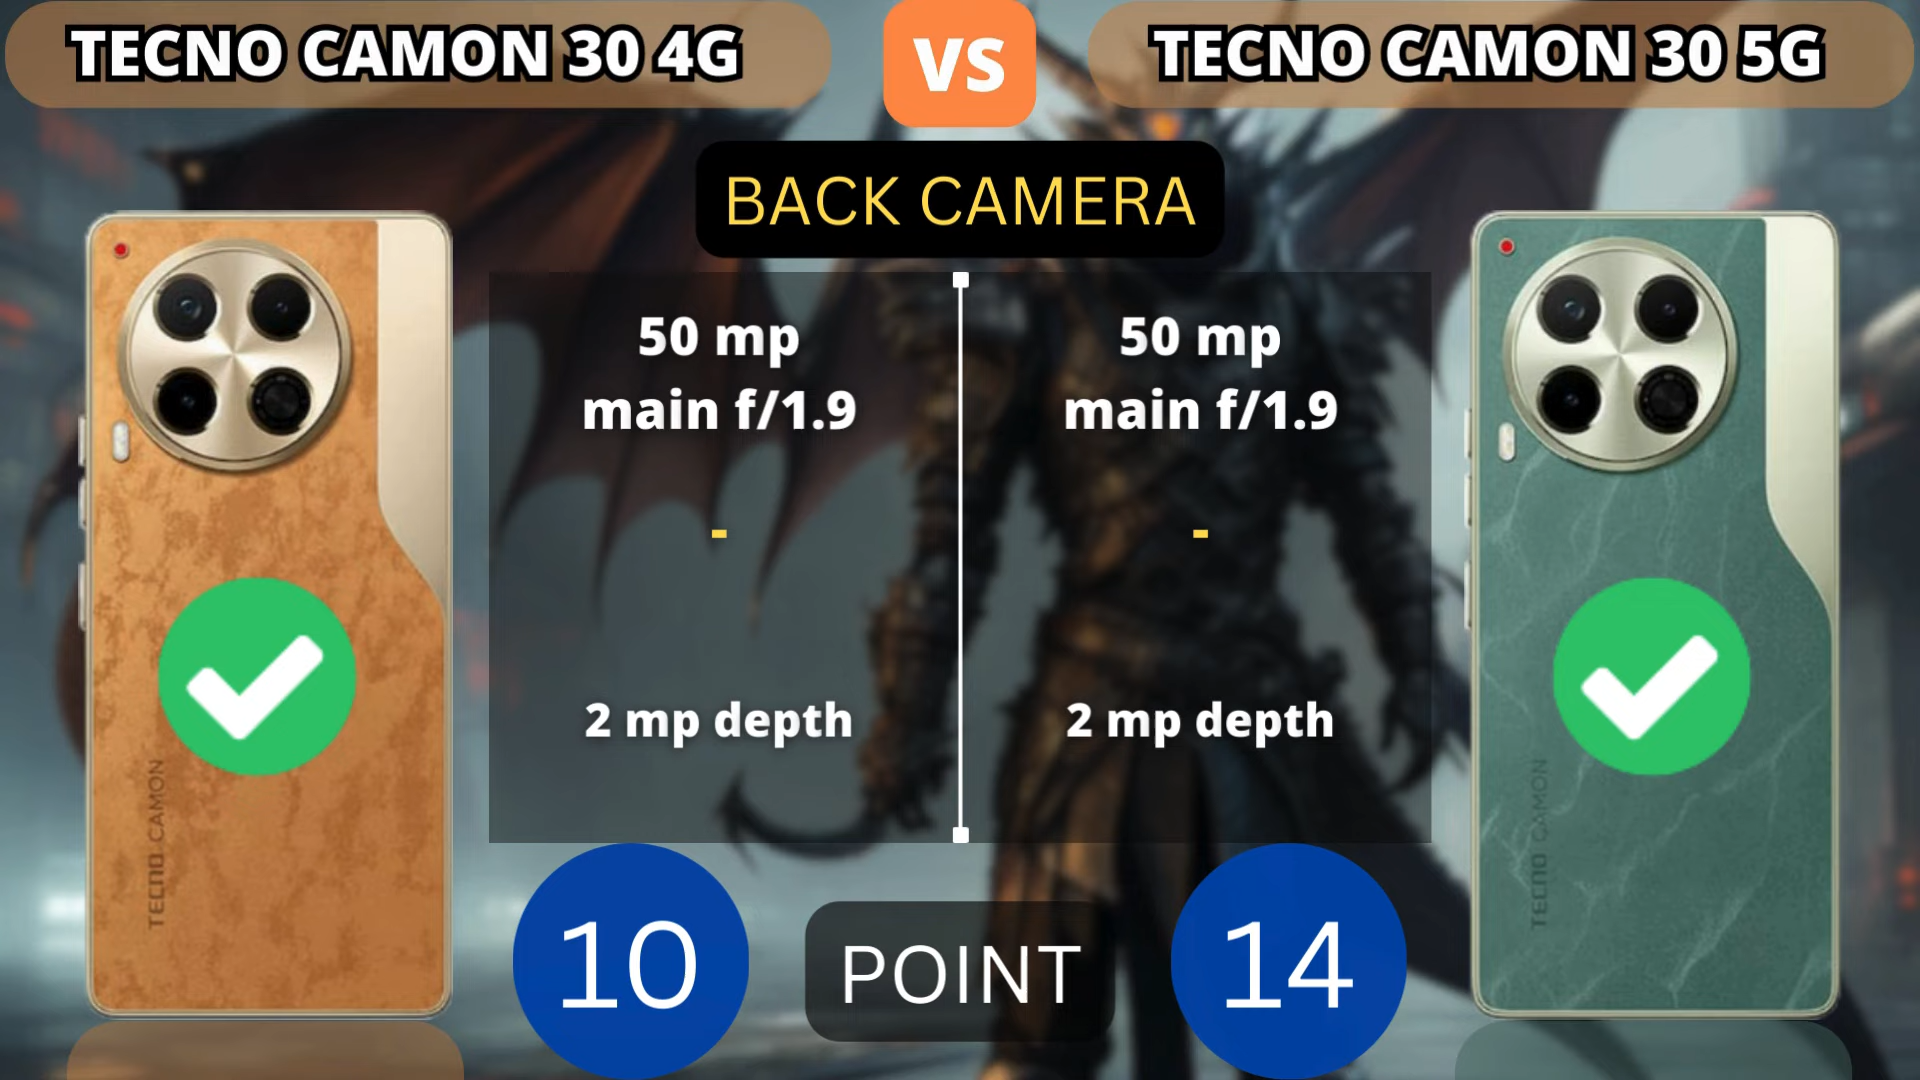 TECNO CAMON 30 4G
VS
TECNO CAMON 30 5G
BACK CAMERA
50 mp
main f/1.9
-
2 mp depth
50 mp
main f/1.9
-
2 mp depth
TECNO CAMON
TECNO CAMON
10
POINT
14